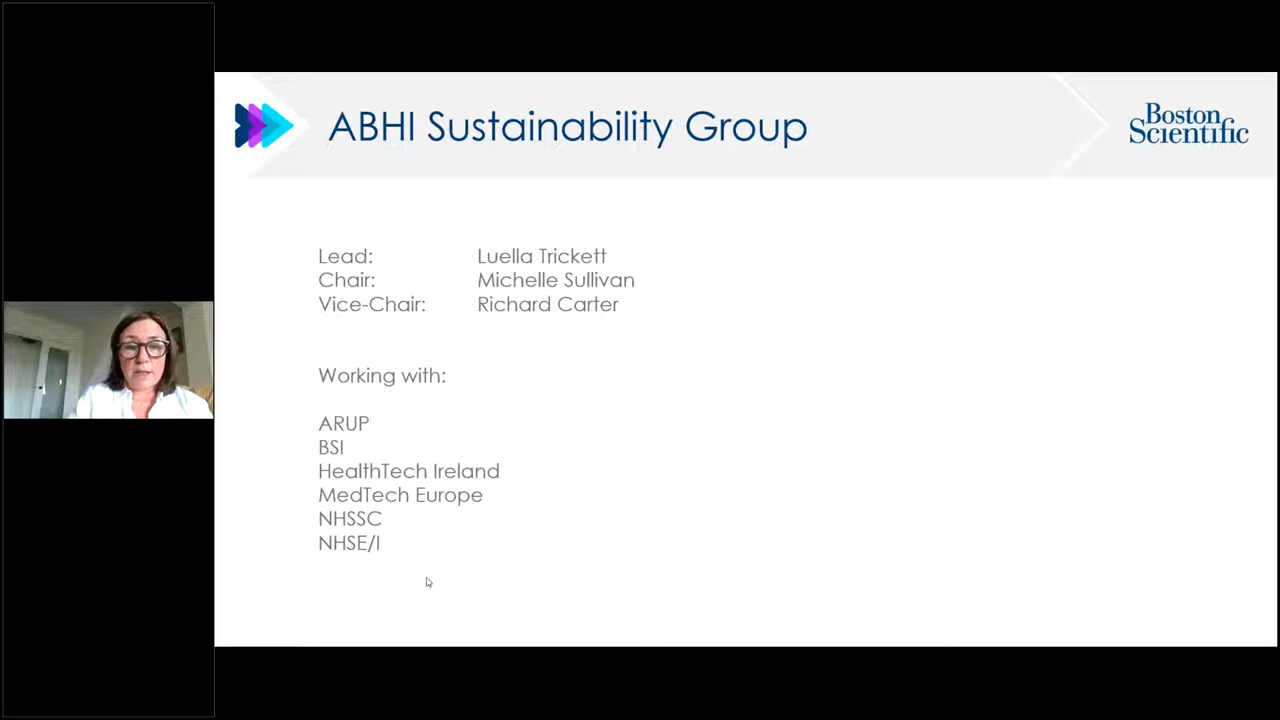 ABHI Sustainability Group
Boston
Scientific
Lead: Luella Trickett
Chair: Michelle Sullivan
Vice-Chair: Richard Carter
Working with:
ARUP
BSI
HealthTech Ireland
MedTech Europe
NHSSC
NHSE/I